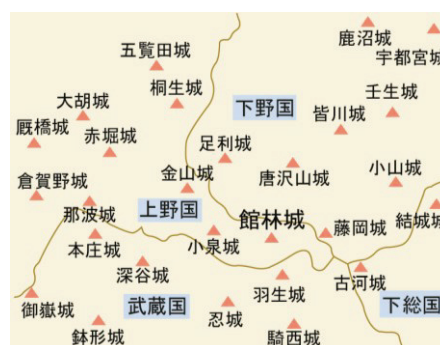 鹿沼城
五覧田城
宇都宮城
桐生城
下野国
壬生城
大胡城
皆川城
厩橋城
赤堀城
足利城
金山城
唐沢山城
小山城
倉賀野城
那波城
上野国
館林城
結城城
本庄城
小泉城
藤岡城
深谷城
古河城
御嶽城
武蔵国
羽生城
下総国
忍城
鉢形城
騎西城